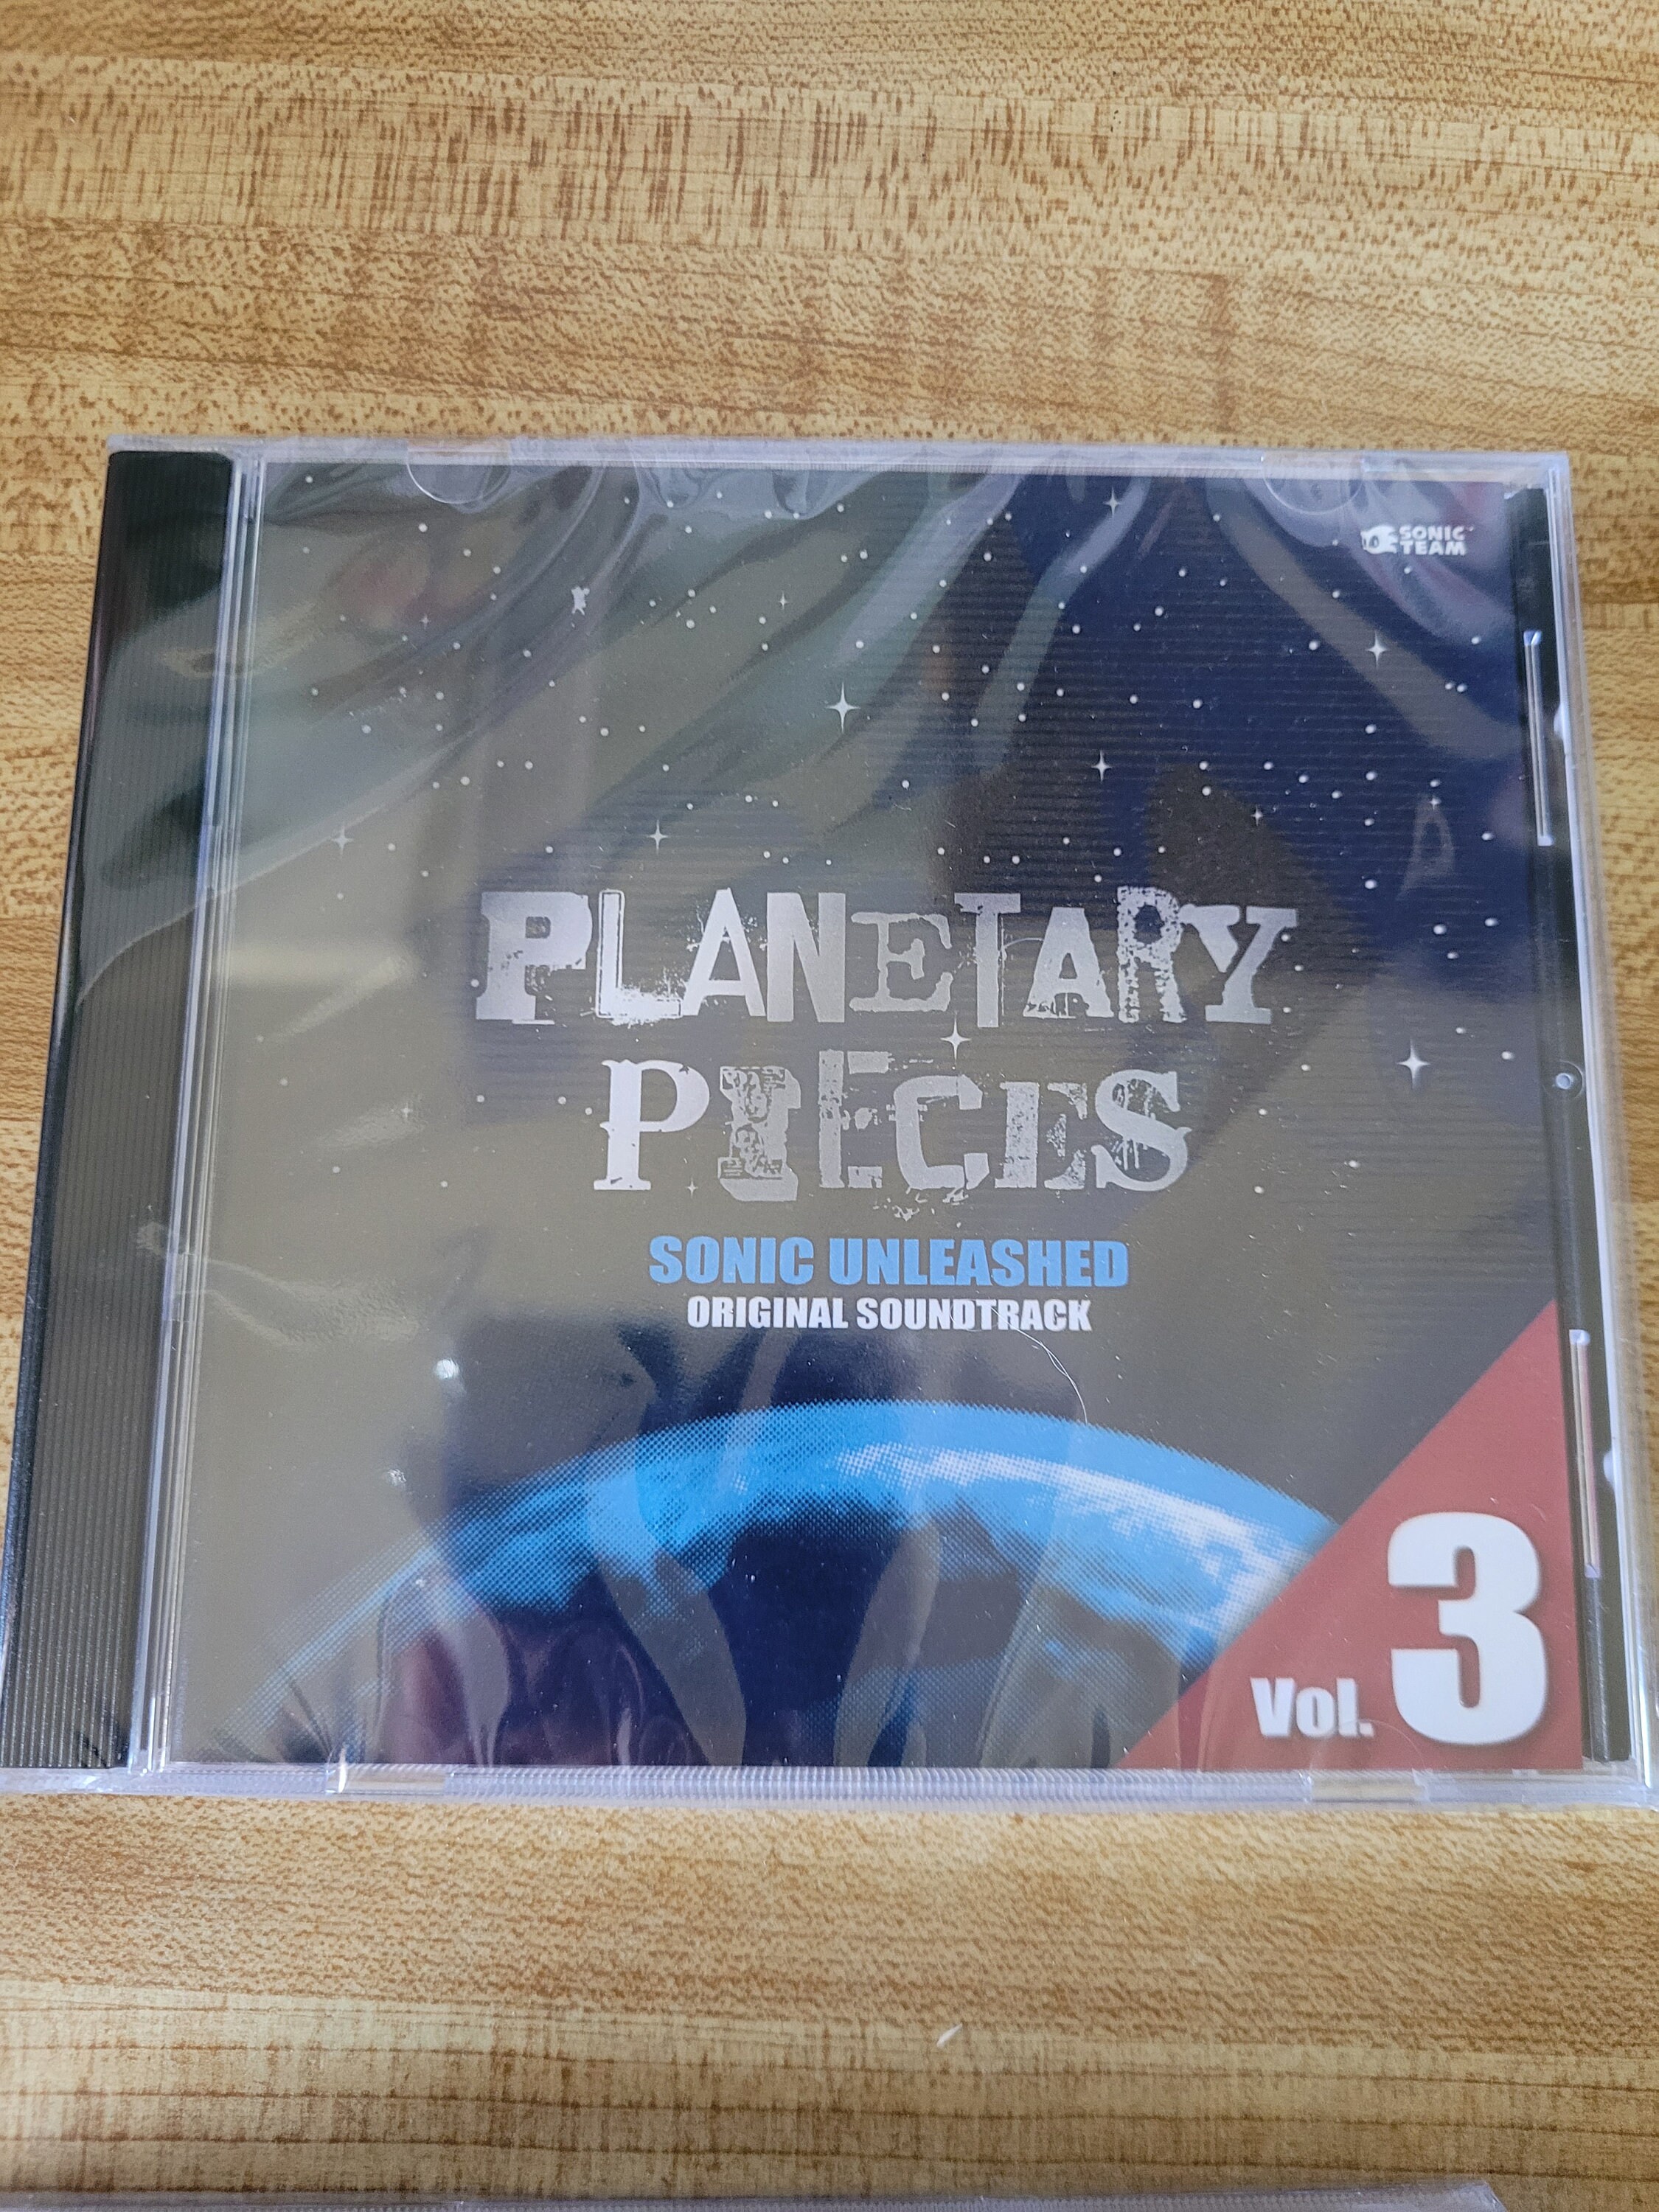 SONIC
TEAM
PLANETARY
PIECES
SONIC UNLEASHED
ORIGINAL SOUNDTRACK
Vol. 3